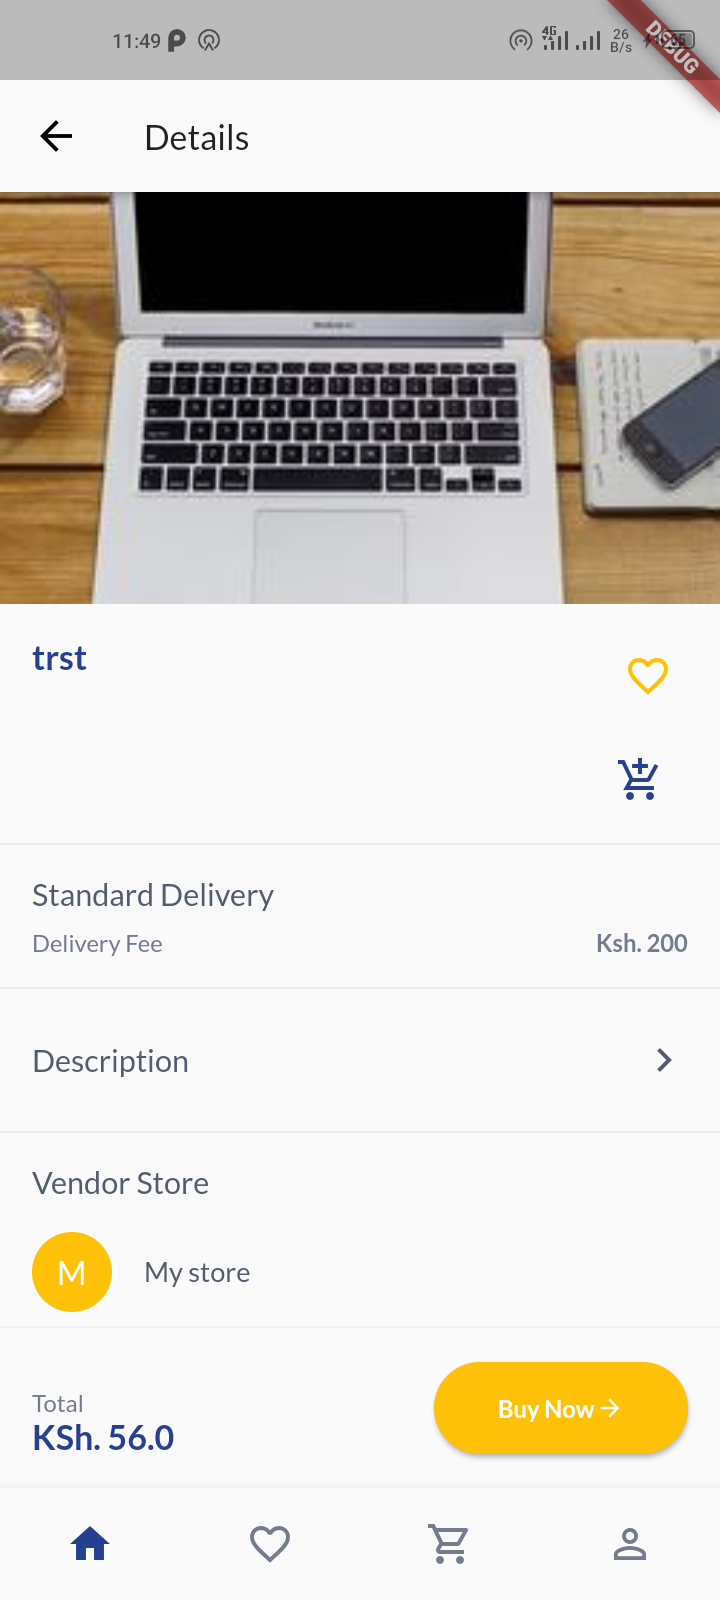 11:49
4G
26
B/s
DEBUG
Details
trst
Standard Delivery
Delivery Fee
Ksh. 200
Description
Vendor Store
M
My store
Total
KSh. 56.0
Buy Now